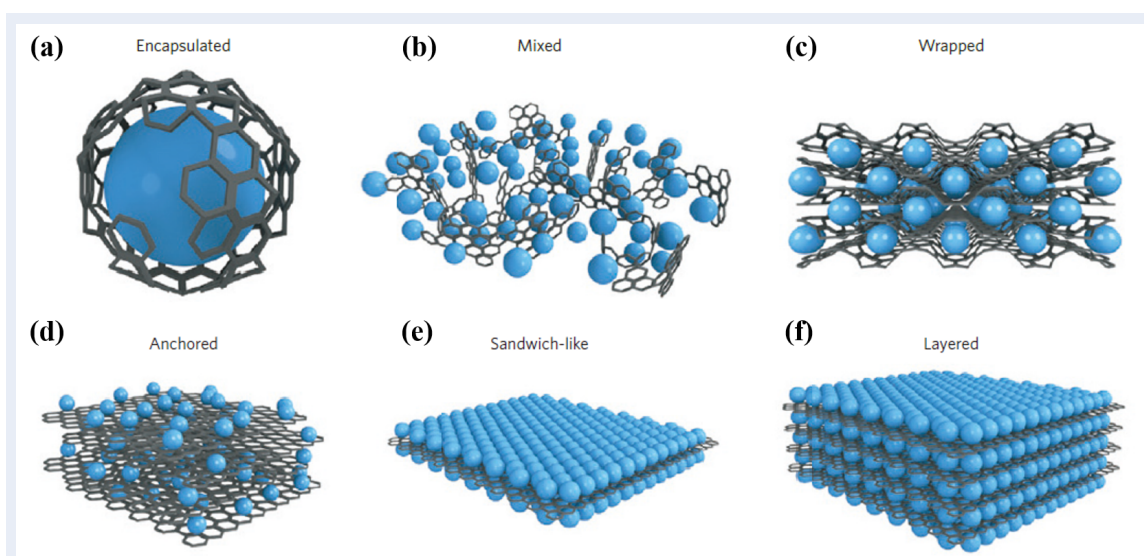 (a) Encapsulated
(b) Mixed
(c) Wrapped
(d) Anchored
(e) Sandwich-like
(f) Layered